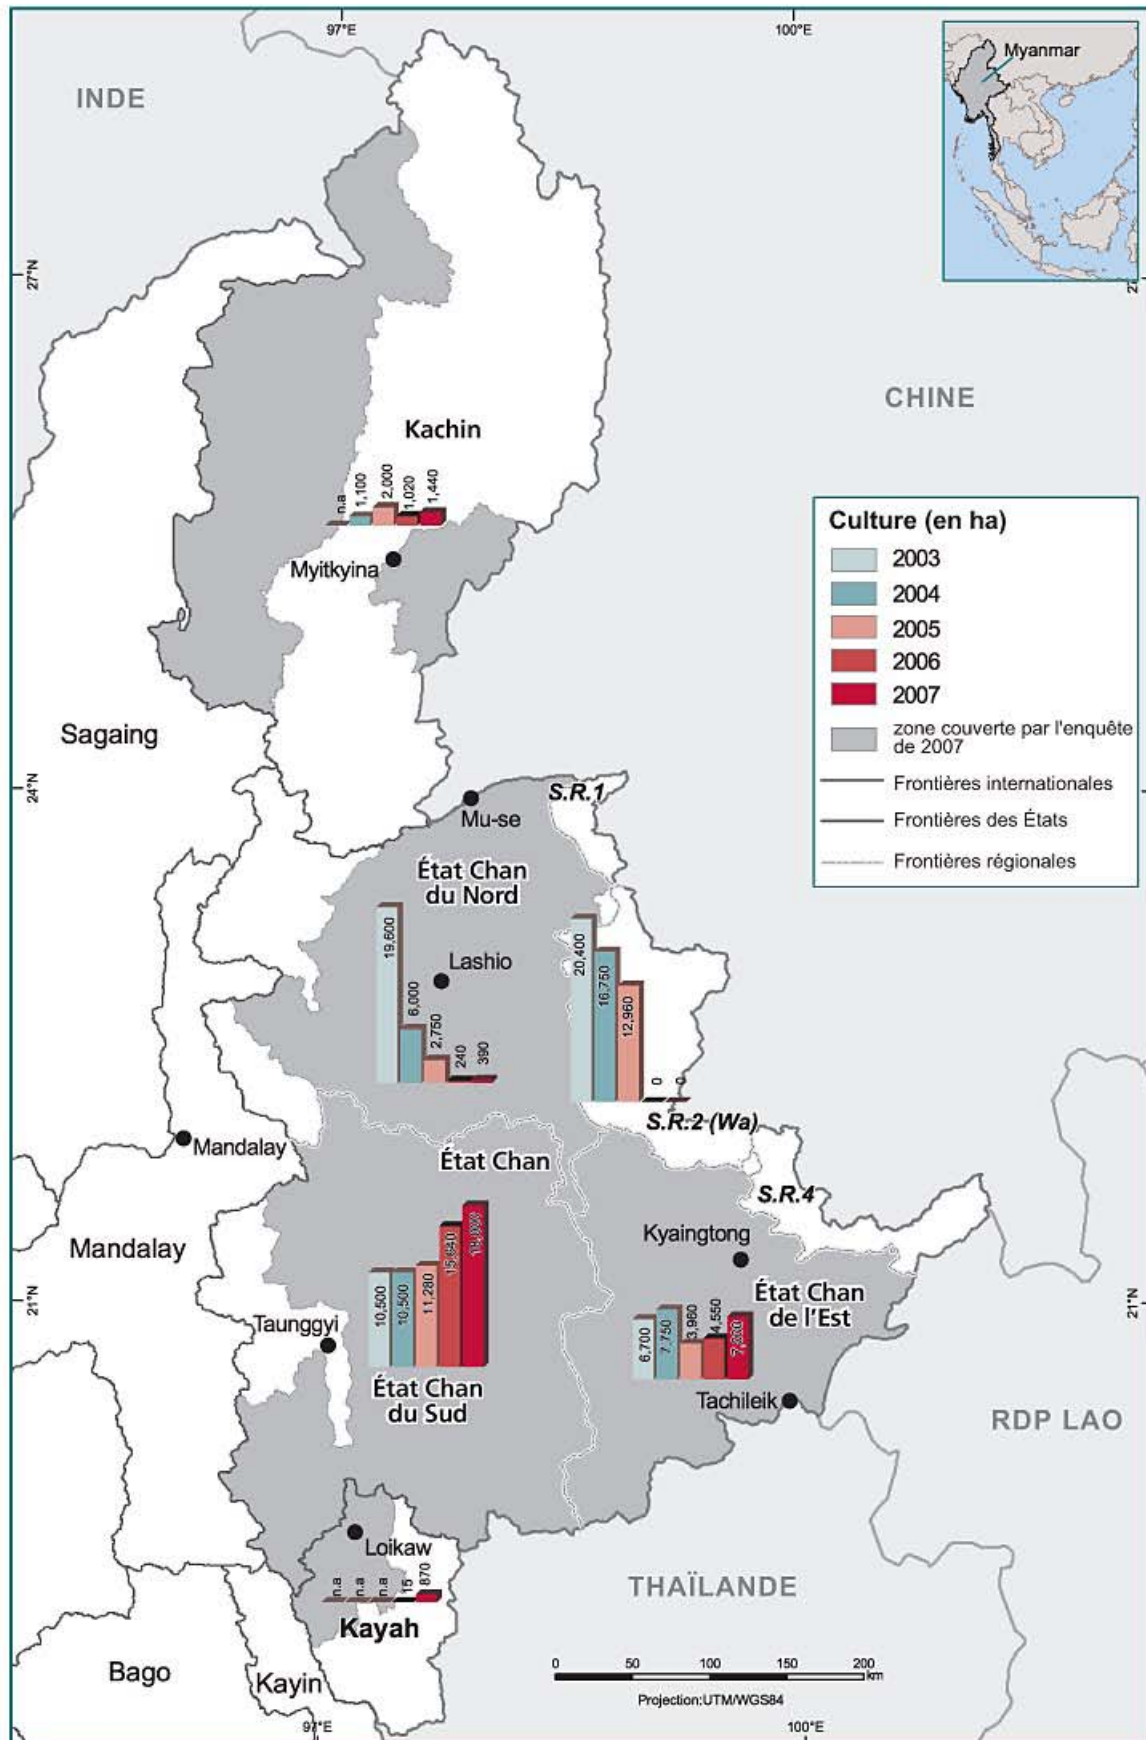 97°E
100°E
INDE
Myanmar
27°N
CHINE
Kachin
n.a
1,100
2,000
1,020
1,440
Myitkyina
Culture (en ha)
2003
2004
2005
2006
2007
zone couverte par l'enquête
de 2007
Frontières internationales
Frontières des États
Frontières régionales
Sagaing
24°N
S.R.1
Mu-se
État Chan
du Nord
19,600
6,000
2,750
240
390
Lashio
20,400
16,750
12,960
0
0
S.R.2 (Wa)
Mandalay
État Chan
S.R.4
Mandalay
Kyaingtong
21°N
21°N
État Chan
de l'Est
10,500
10,500
11,280
15,640
Taunggyi
6,700
7,750
3,960
4,550
État Chan
du Sud
Tachileik
RDP LAO
Loikaw
n.a
n.a
n.a
15
870
Kayah
THAÏLANDE
Bago
Kayin
0
50
100
150
200
km
Projection:UTM/WGS84
97°E
100°E